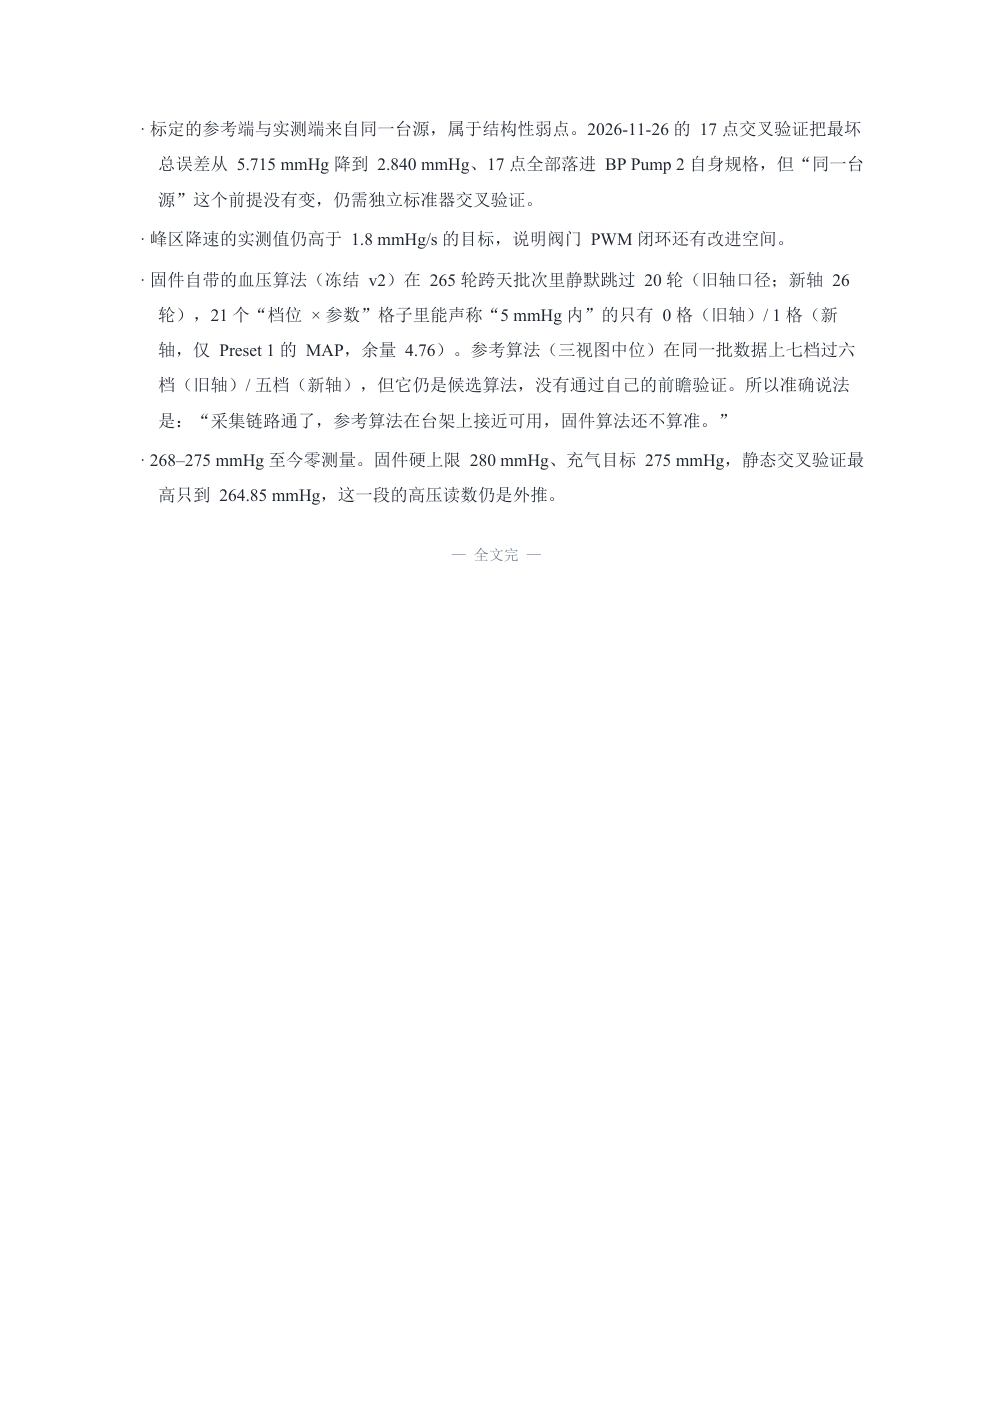 · 标定的参考端与实测端来自同一台源，属于结构性弱点。2026-11-26 的 17 点交叉验证把最坏
总误差从 5.715 mmHg 降到 2.840 mmHg、17 点全部落进 BP Pump 2 自身规格，但“同一台
源”这个前提没有变，仍需独立标准器交叉验证。
· 峰区降速的实测值仍高于 1.8 mmHg/s 的目标，说明阀门 PWM 闭环还有改进空间。
· 固件自带的血压算法（冻结 v2）在 265 轮跨天批次里静默跳过 20 轮（旧轴口径；新轴 26
轮），21 个“档位 × 参数”格子里能声称“5 mmHg 内”的只有 0 格（旧轴）/ 1 格（新
轴，仅 Preset 1 的 MAP，余量 4.76）。参考算法（三视图中位）在同一批数据上七档过六
档（旧轴）/ 五档（新轴），但它仍是候选算法，没有通过自己的前瞻验证。所以准确说法
是：“采集链路通了，参考算法在台架上接近可用，固件算法还不算准。”
· 268–275 mmHg 至今零测量。固件硬上限 280 mmHg、充气目标 275 mmHg，静态交叉验证最
高只到 264.85 mmHg，这一段的高压读数仍是外推。
— 全文完 —